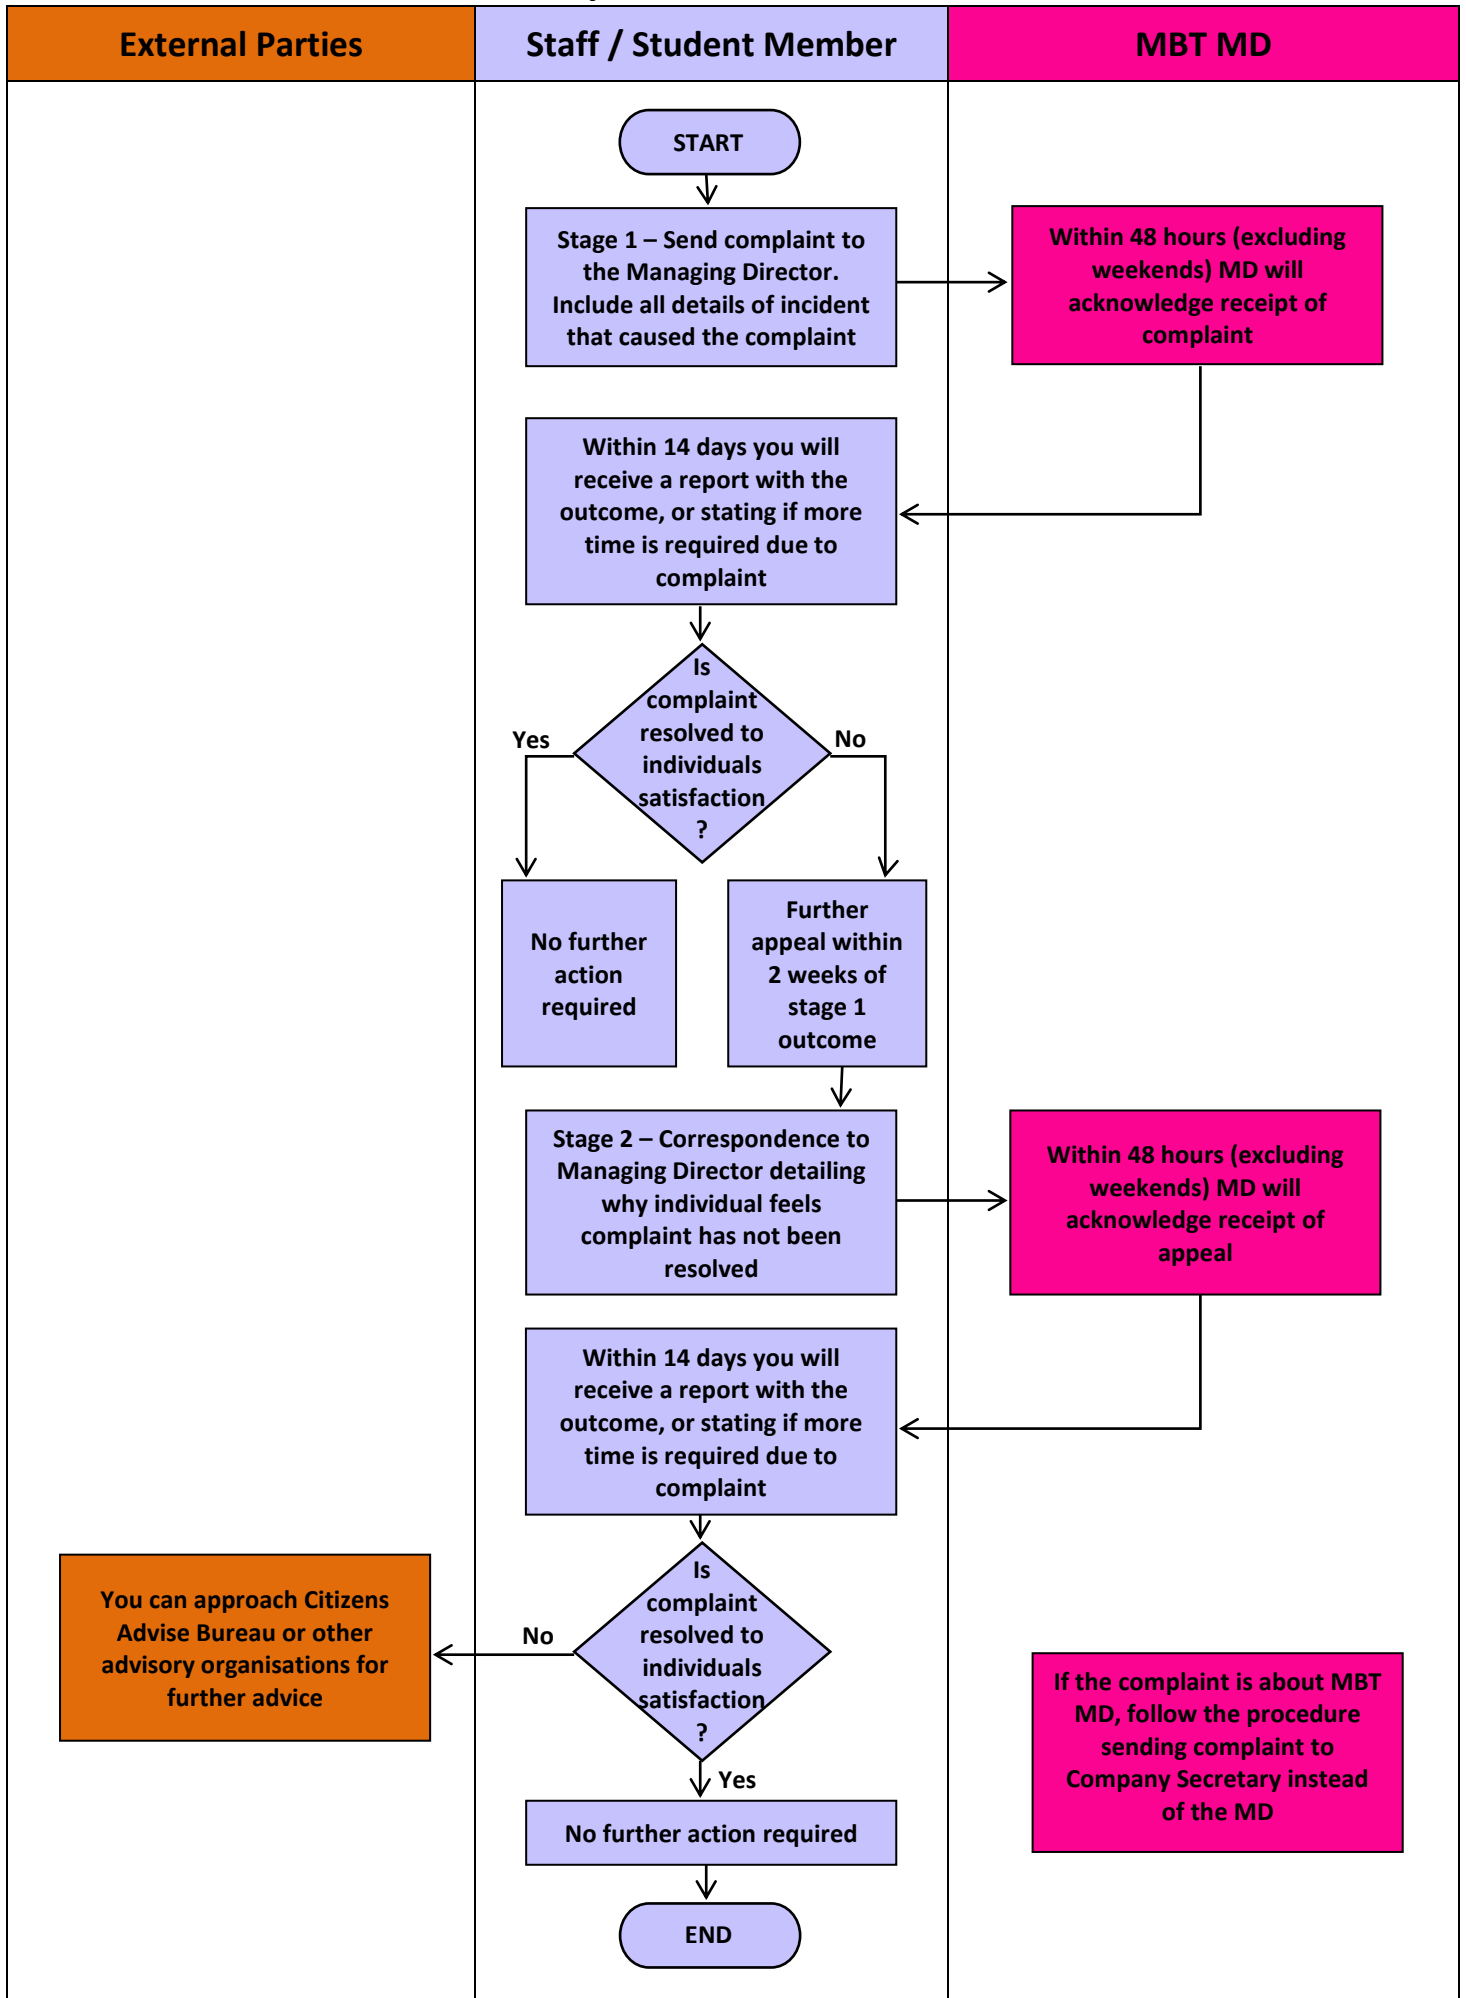 External Parties
Staff / Student Member
MBT MD
START
Stage 1 – Send complaint to
the Managing Director.
Include all details of incident
that caused the complaint
Within 48 hours (excluding
weekends) MD will
acknowledge receipt of
complaint
Within 14 days you will
receive a report with the
outcome, or stating if more
time is required due to
complaint
Is
complaint
resolved to
individuals
satisfaction
?
Yes
No
No further
action
required
Further
appeal within
2 weeks of
stage 1
outcome
Stage 2 – Correspondence to
Managing Director detailing
why individual feels
complaint has not been
resolved
Within 48 hours (excluding
weekends) MD will
acknowledge receipt of
appeal
Within 14 days you will
receive a report with the
outcome, or stating if more
time is required due to
complaint
Is
complaint
resolved to
individuals
satisfaction
?
No
You can approach Citizens
Advise Bureau or other
advisory organisations for
further advice
If the complaint is about MBT
MD, follow the procedure
sending complaint to
Company Secretary instead
of the MD
Yes
No further action required
END